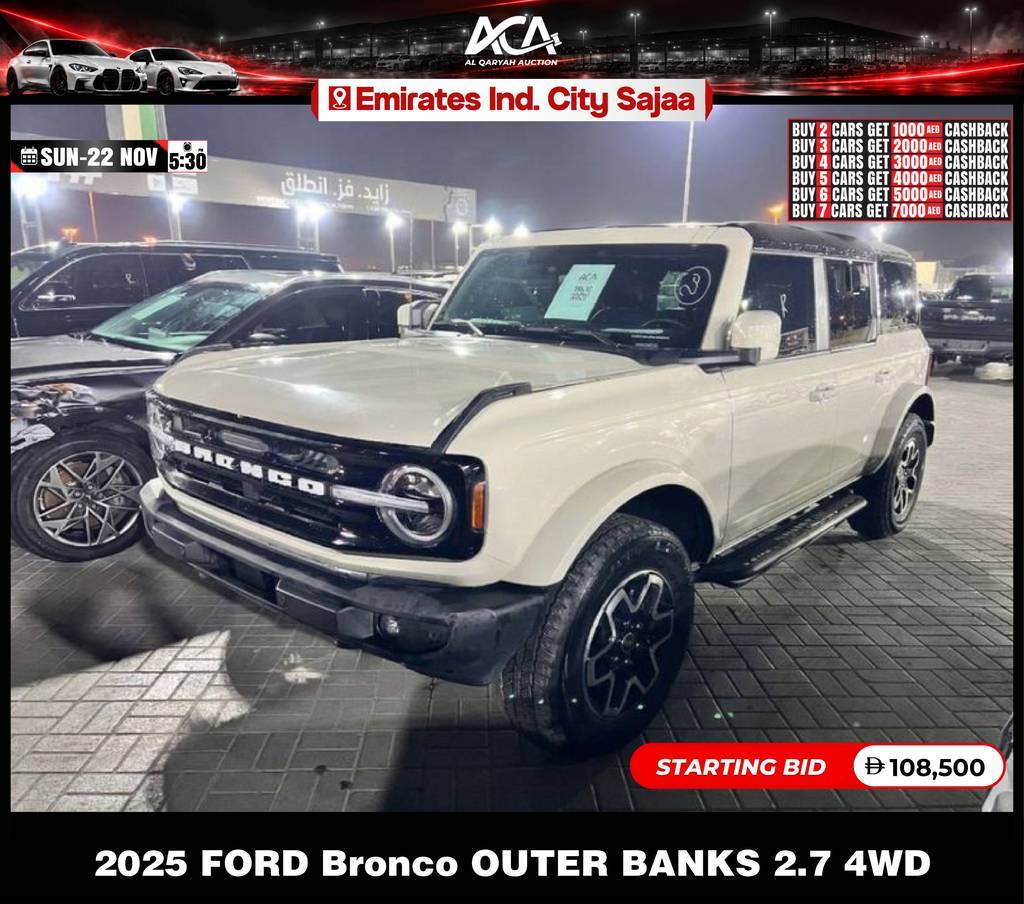 ACA
AL QARYAH AUCTION
Emirates Ind. City Sajaa
SUN-22 NOV 5:30
BUY 2 CARS GET 1000 AED CASHBACK
BUY 3 CARS GET 2000 AED CASHBACK
BUY 4 CARS GET 3000 AED CASHBACK
BUY 5 CARS GET 4000 AED CASHBACK
BUY 6 CARS GET 5000 AED CASHBACK
BUY 7 CARS GET 7000 AED CASHBACK
زايد. فز. انطلق
ACA
R
BRONCO
STARTING BID 108,500
2025 FORD Bronco OUTER BANKS 2.7 4WD